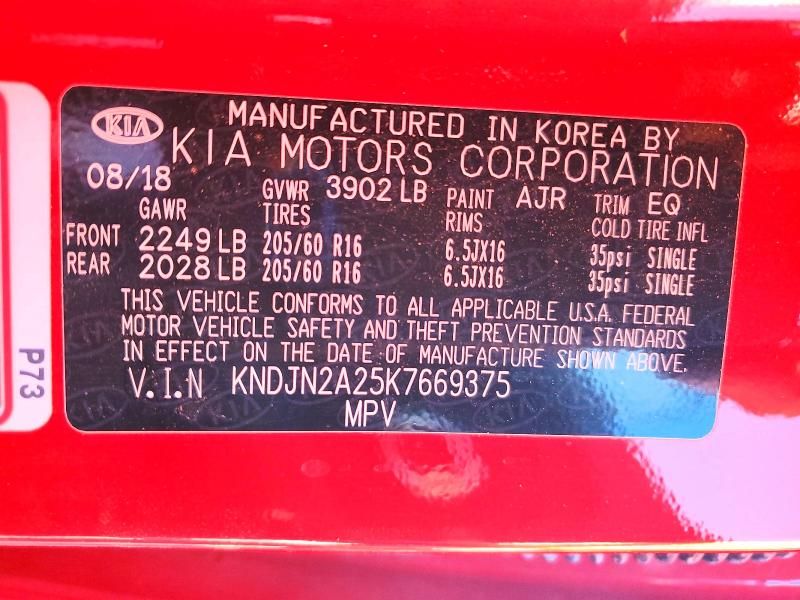 KIA MANUFACTURED IN KOREA BY
KIA MOTORS CORPORATION
08/18 GVWR 3902 LB PAINT AJR TRIM EQ
GAWR TIRES RIMS COLD TIRE INFL
FRONT 2249 LB 205/60 R16 6.5JX16 35psi SINGLE
REAR 2028 LB 205/60 R16 6.5JX16 35psi SINGLE
THIS VEHICLE CONFORMS TO ALL APPLICABLE U.S.A. FEDERAL
MOTOR VEHICLE SAFETY AND THEFT PREVENTION STANDARDS
IN EFFECT ON THE DATE OF MANUFACTURE SHOWN ABOVE.
V.I.N KNDJN2A25K7669375
MPV
P73